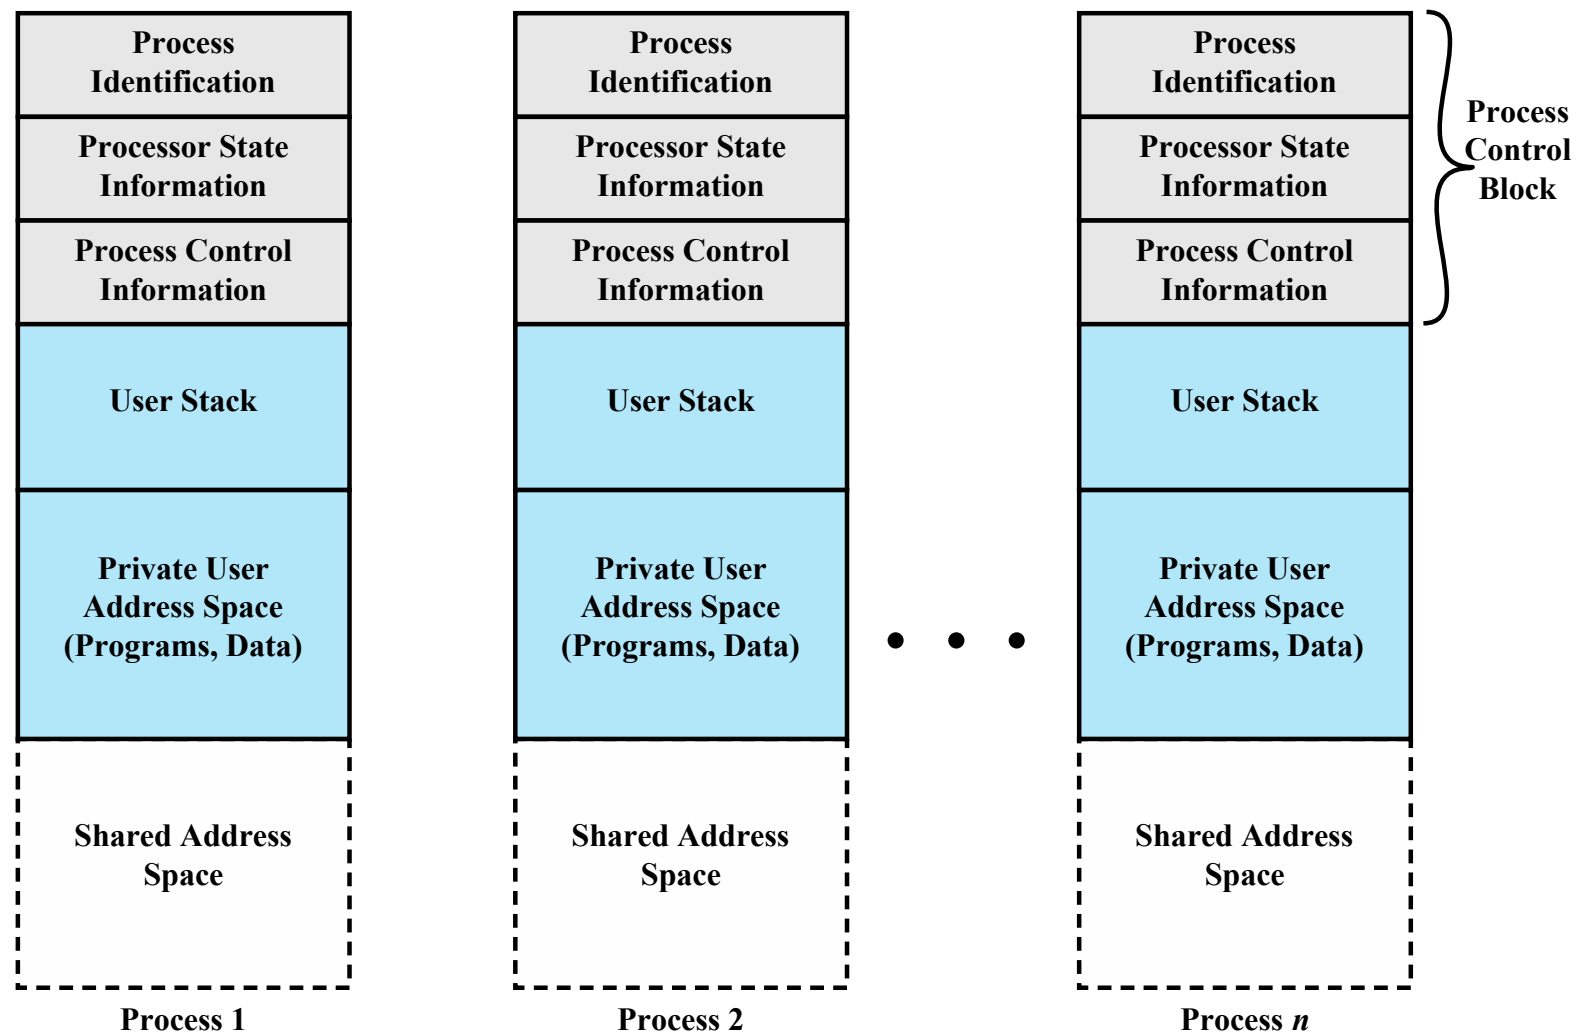 Process
Identification
Processor State
Information
Process Control
Information
User Stack
Private User
Address Space
(Programs, Data)
Shared Address
Space
Process 1
Process
Identification
Processor State
Information
Process Control
Information
User Stack
Private User
Address Space
(Programs, Data)
Shared Address
Space
Process 2
• • •
Process
Identification
Processor State
Information
Process Control
Information
User Stack
Private User
Address Space
(Programs, Data)
Shared Address
Space
Process n
Process
Control
Block